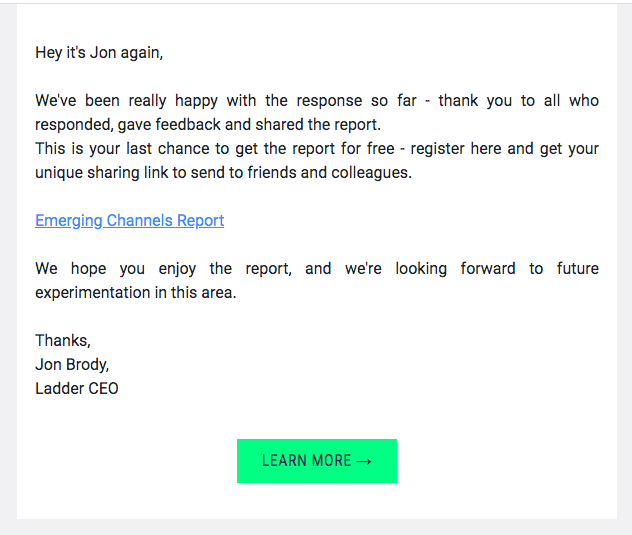 Hey it's Jon again,
We've been really happy with the response so far - thank you to all who
responded, gave feedback and shared the report.
This is your last chance to get the report for free - register here and get your
unique sharing link to send to friends and colleagues.
Emerging Channels Report
We hope you enjoy the report, and we're looking forward to future
experimentation in this area.
Thanks,
Jon Brody,
Ladder CEO
LEARN MORE →